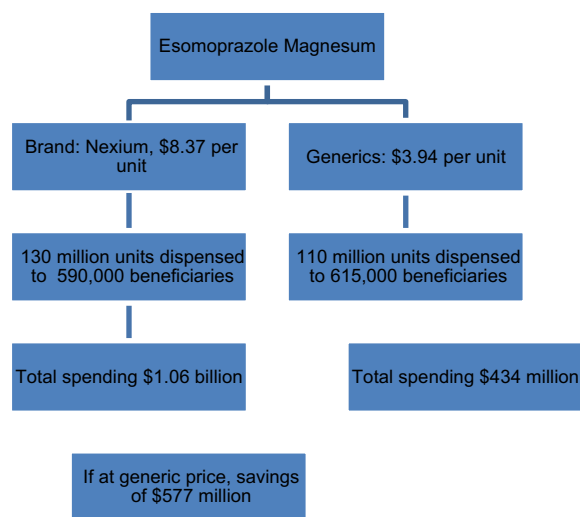 Esomoprazole Magnesum
Brand: Nexium, $8.37 per
unit
Generics: $3.94 per unit
130 million units dispensed
to 590,000 beneficiaries
110 million units dispensed
to 615,000 beneficiaries
Total spending $1.06 billion
Total spending $434 million
If at generic price, savings
of $577 million